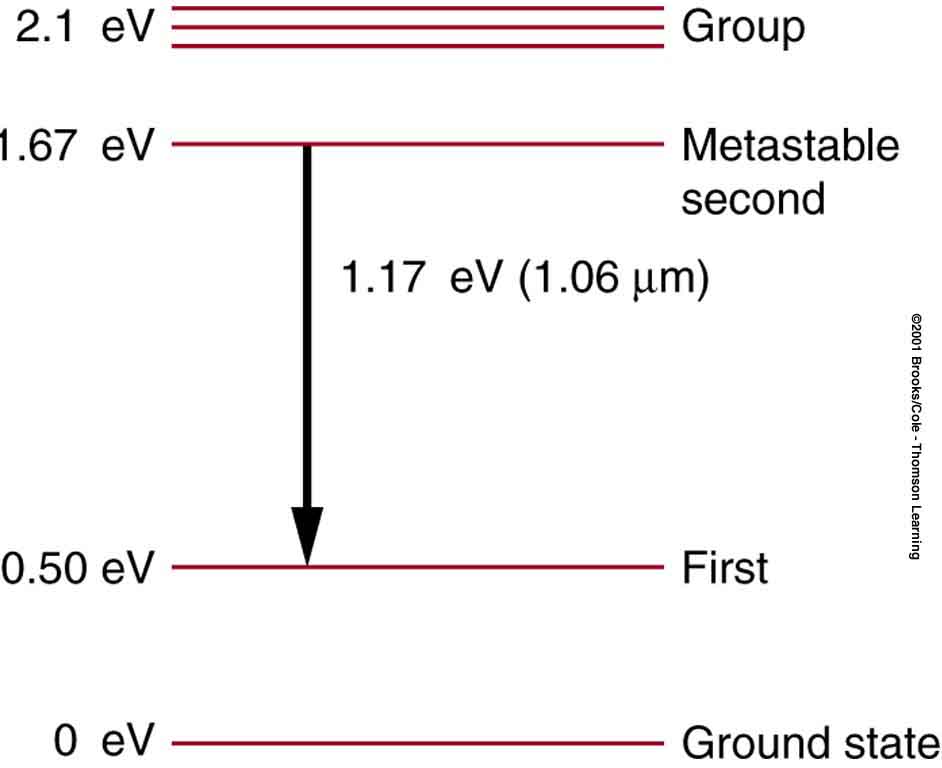 2.1 eV Group
1.67 eV Metastable
second
1.17 eV (1.06 μm)
0.50 eV First
0 eV Ground state
©2001 Brooks/Cole - Thomson Learning